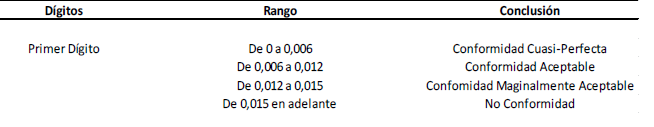 Dígitos Rango Conclusión
Primer Dígito De 0 a 0,006 Conformidad Cuasi-Perfecta
De 0,006 a 0,012 Conformidad Aceptable
De 0,012 a 0,015 Confomidad Maginalmente Aceptable
De 0,015 en adelante No Conformidad